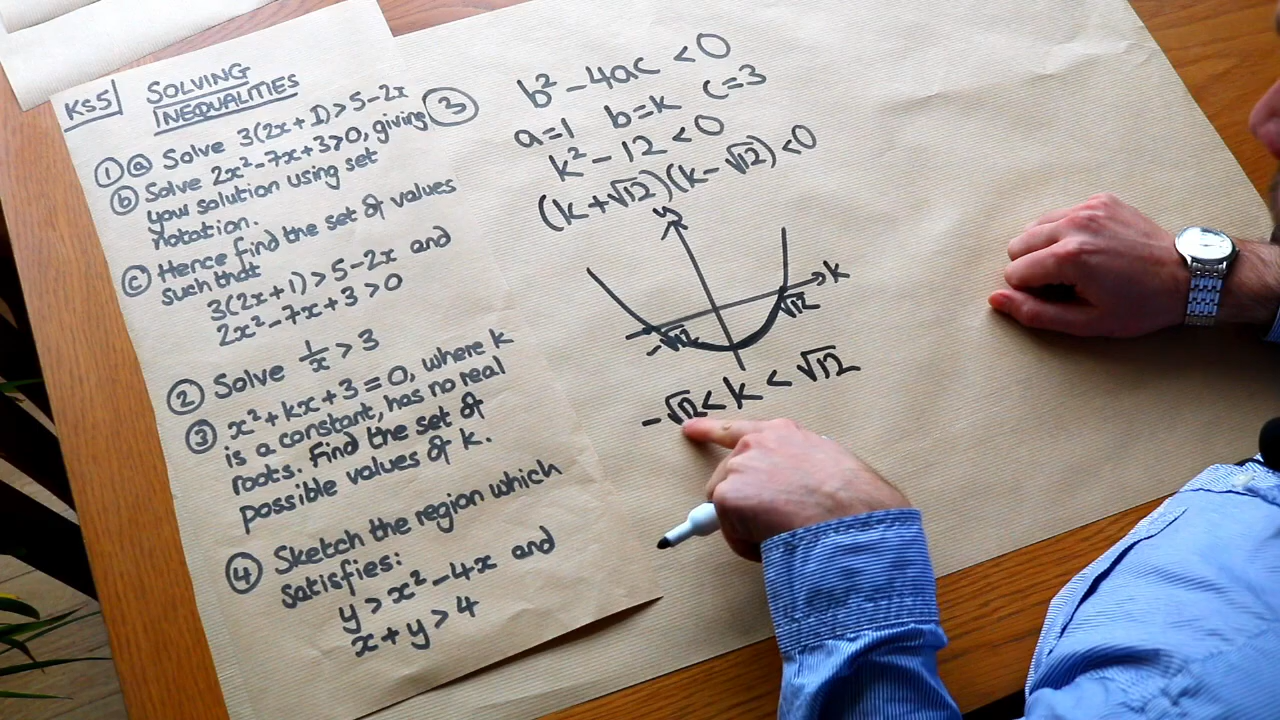 KS5 SOLVING
INEQUALITIES
① ⓐ Solve 3(2x+1)>5-2x
ⓑ Solve 2x²-7x+3>0, giving
your solution using set
notation.
ⓒ Hence find the set of values
such that
3(2x+1)>5-2x and
2x²-7x+3>0
② Solve 1/x > 3
③ x²+kx+3=0, where k
is a constant, has no real
roots. Find the set of
possible values of k.
④ Sketch the region which
satisfies:
y>x²-4x and
x+y>4
③ b²-4ac<0
a=1 b=k c=3
k²-12<0
(k+√12)(k-√12)<0
y
k
-√12
√12
-√12<k<√12